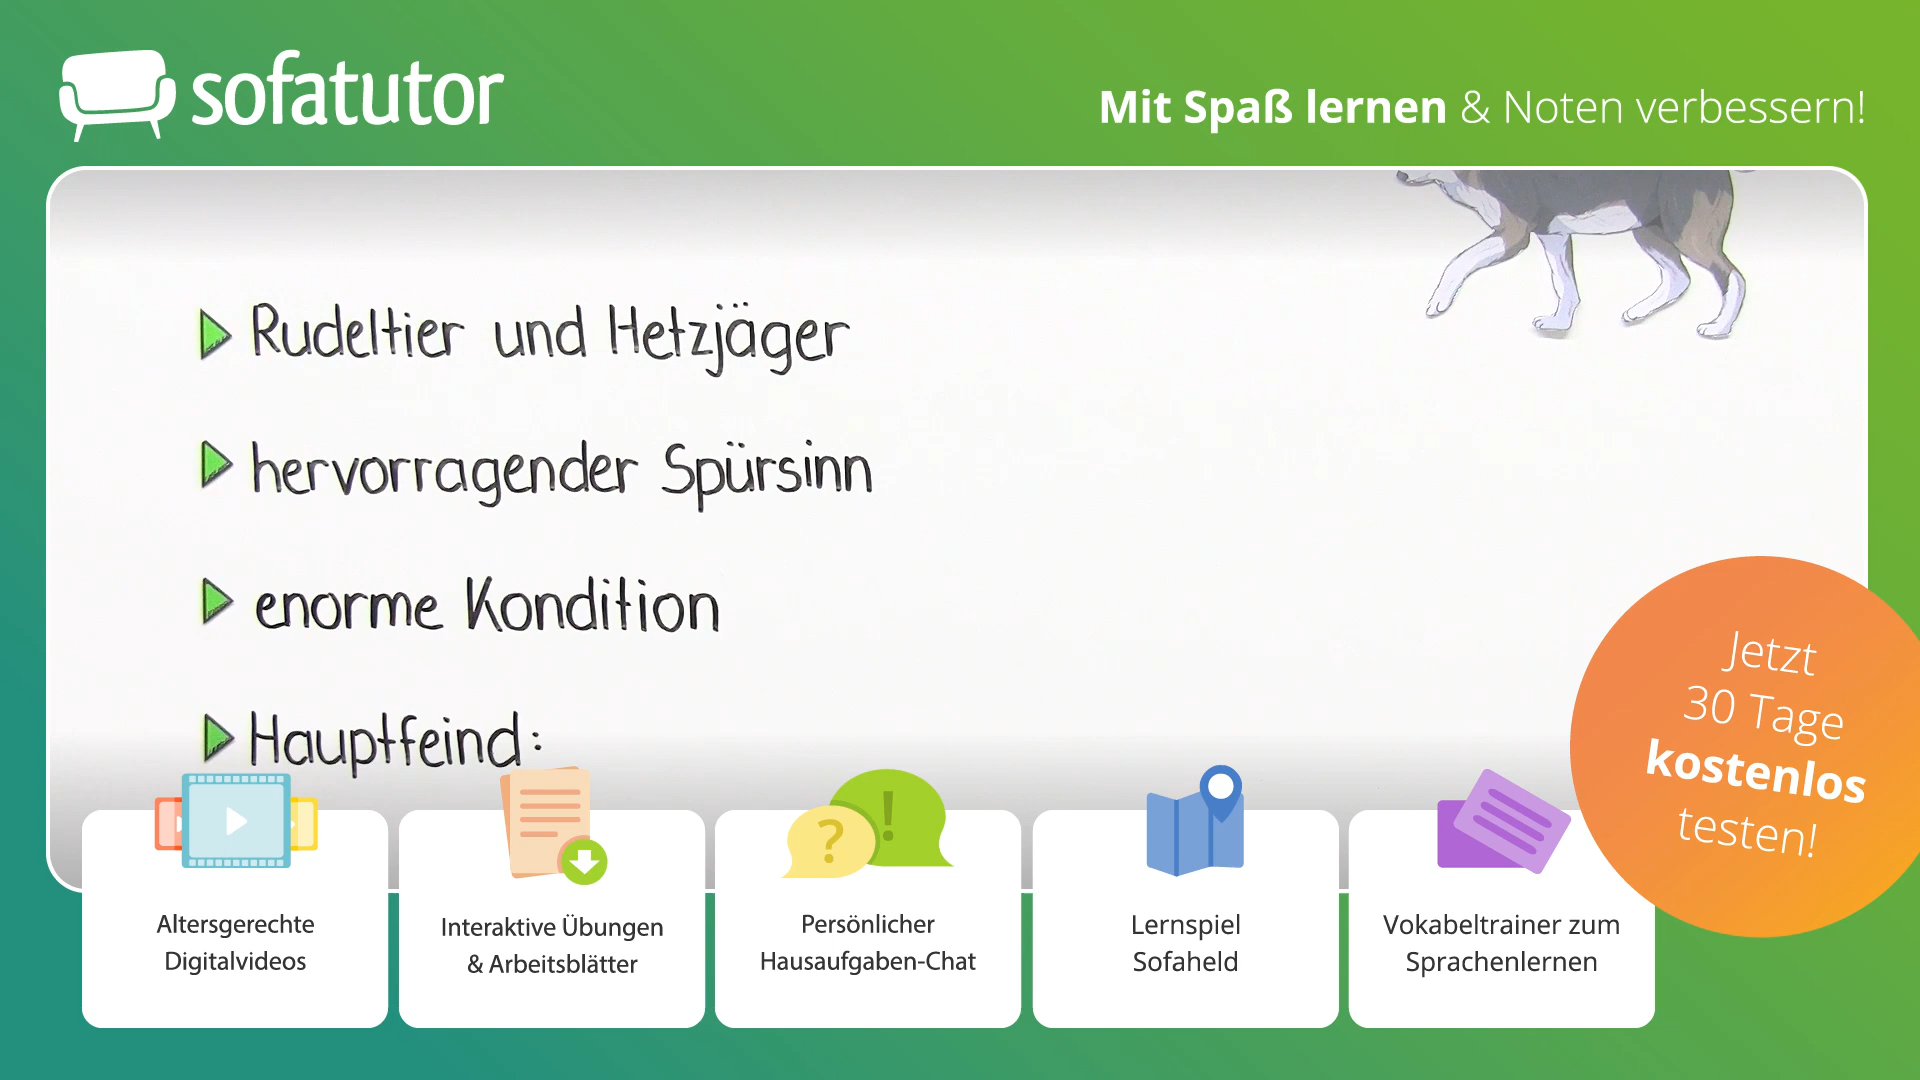 sofatutor
Mit Spaß lernen & Noten verbessern!
Rudeltier und Hetzjäger
hervorragender Spürsinn
enorme Kondition
Hauptfeind:
Jetzt
30 Tage
kostenlos
testen!
Altersgerechte
Digitalvideos
Interaktive Übungen
& Arbeitsblätter
? !
Persönlicher
Hausaufgaben-Chat
Lernspiel
Sofaheld
Vokabeltrainer zum
Sprachenlernen